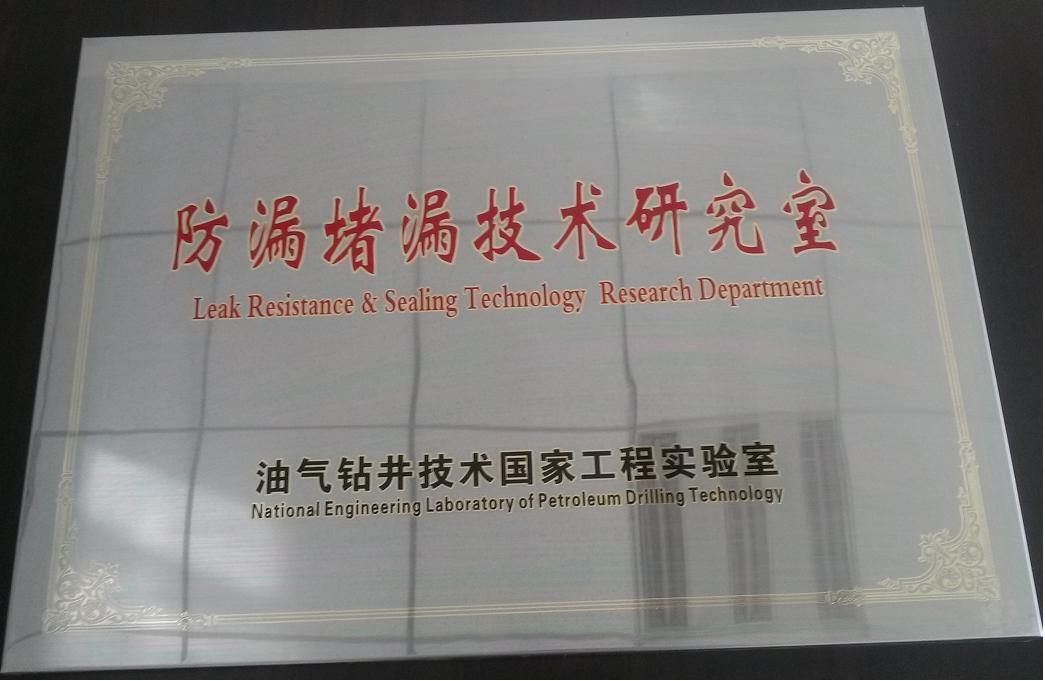 防漏堵漏技术研究室
Leak Resistance & Sealing Technology Research Department
油气钻井技术国家工程实验室
National Engineering Laboratory of Petroleum Drilling Technology